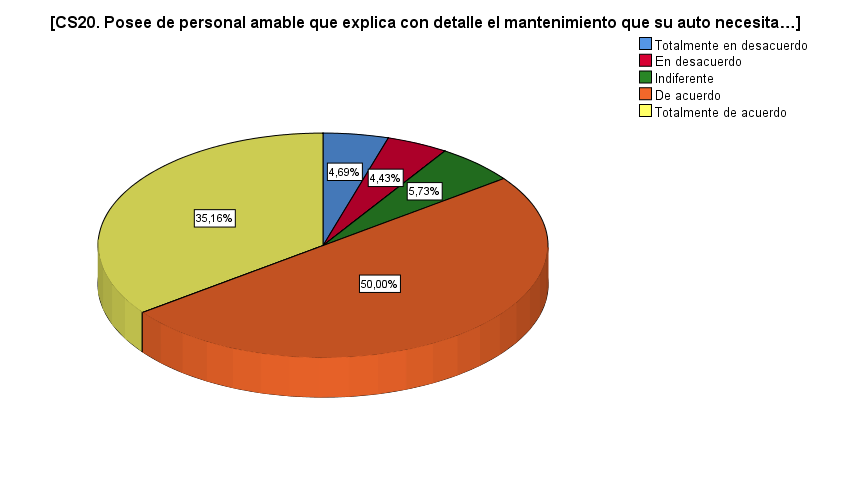 [CS20. Posee de personal amable que explica con detalle el mantenimiento que su auto necesita…]
Totalmente en desacuerdo
En desacuerdo
Indiferente
De acuerdo
Totalmente de acuerdo
4,69%
4,43%
5,73%
35,16%
50,00%